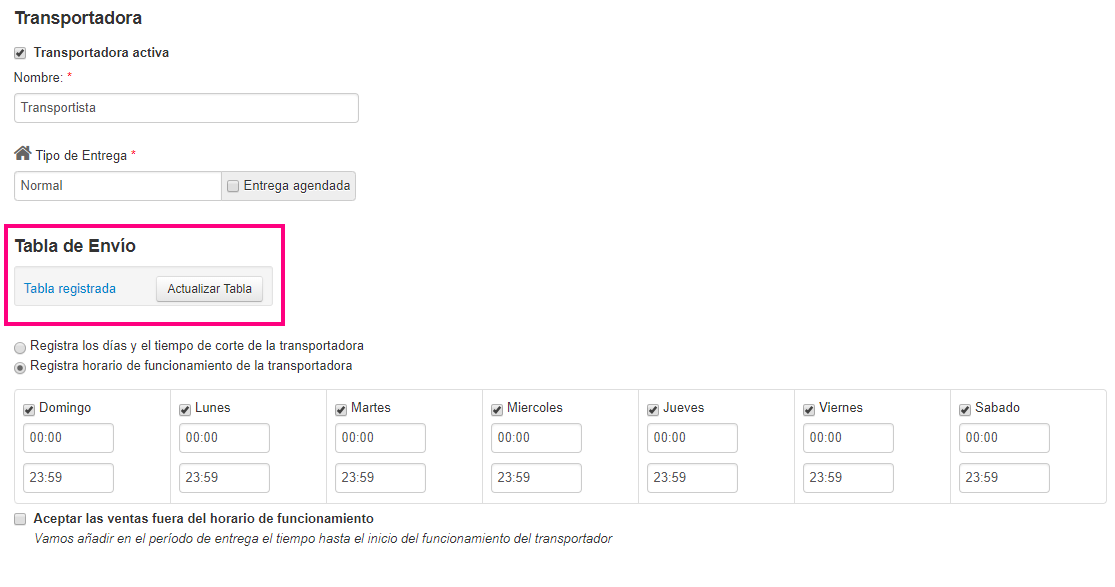 Transportadora
Transportadora activa
Nombre: *
Transportista
Tipo de Entrega *
Normal Entrega agendada
Tabla de Envío
Tabla registrada Actualizar Tabla
Registra los días y el tiempo de corte de la transportadora
Registra horario de funcionamiento de la transportadora
Domingo Lunes Martes Miercoles Jueves Viernes Sabado
00:00 00:00 00:00 00:00 00:00 00:00 00:00
23:59 23:59 23:59 23:59 23:59 23:59 23:59
Aceptar las ventas fuera del horario de funcionamiento
Vamos añadir en el período de entrega el tiempo hasta el inicio del funcionamiento del transportador